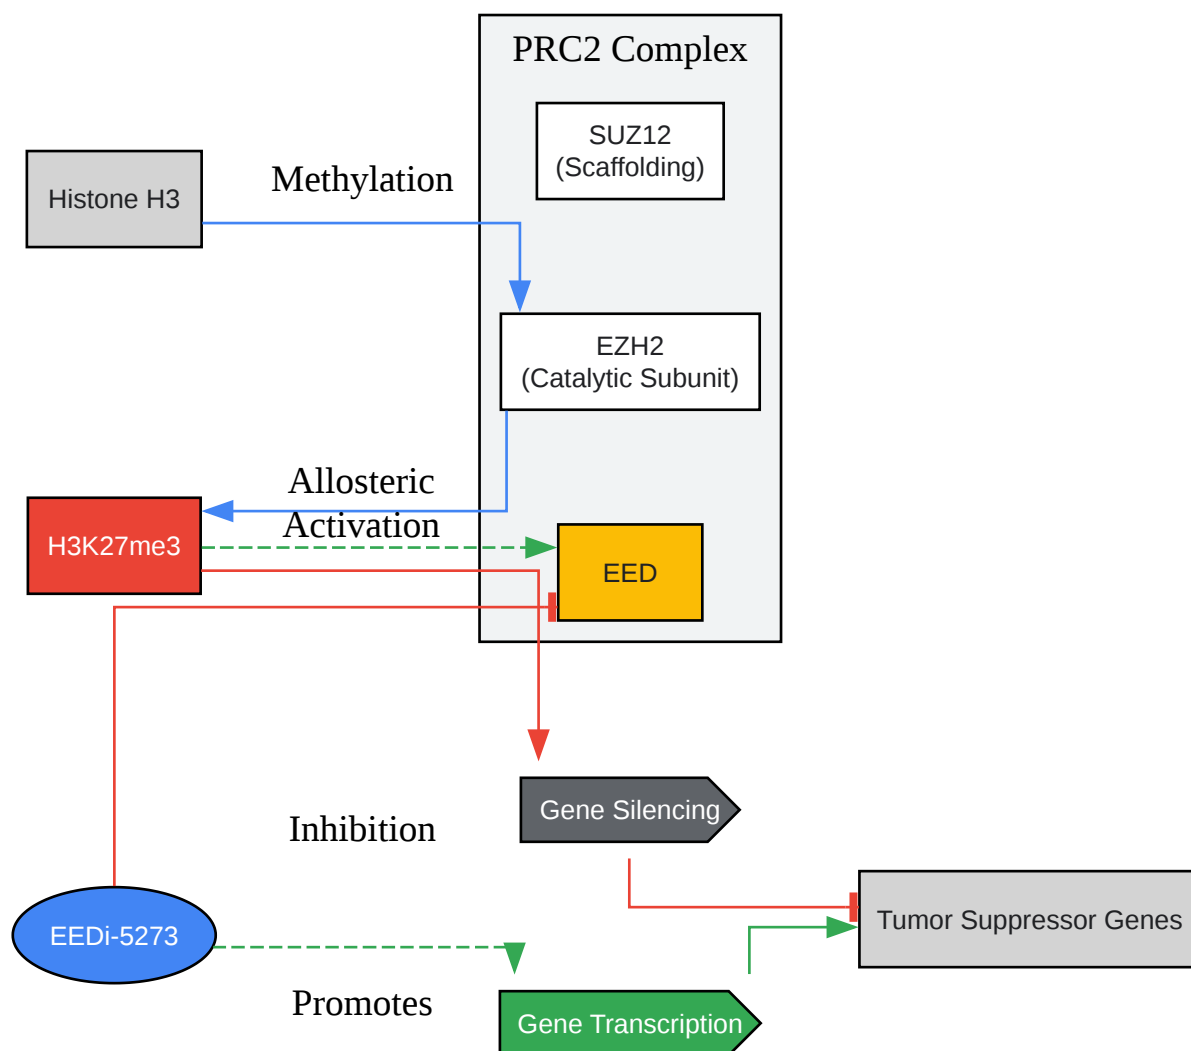 PRC2 Complex
SUZ12
(Scaffolding)
Histone H3
Methylation
EZH2
(Catalytic Subunit)
Allosteric
Activation
H3K27me3
EED
Gene Silencing
Inhibition
Tumor Suppressor Genes
EEDi-5273
Promotes
Gene Transcription